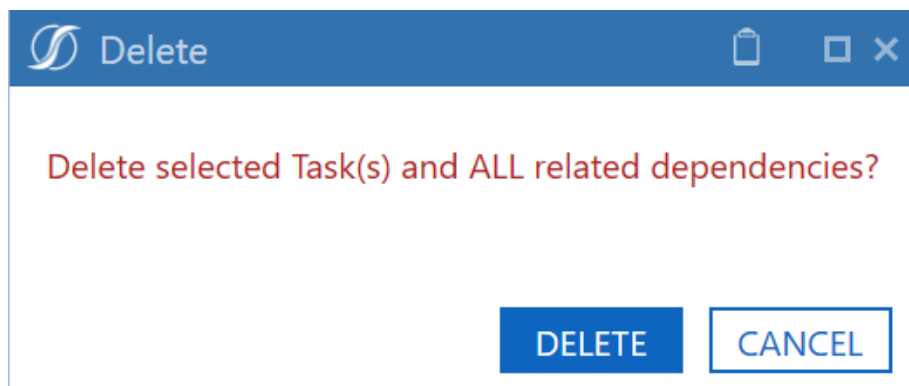 Delete
Delete selected Task(s) and ALL related dependencies?
DELETE
CANCEL